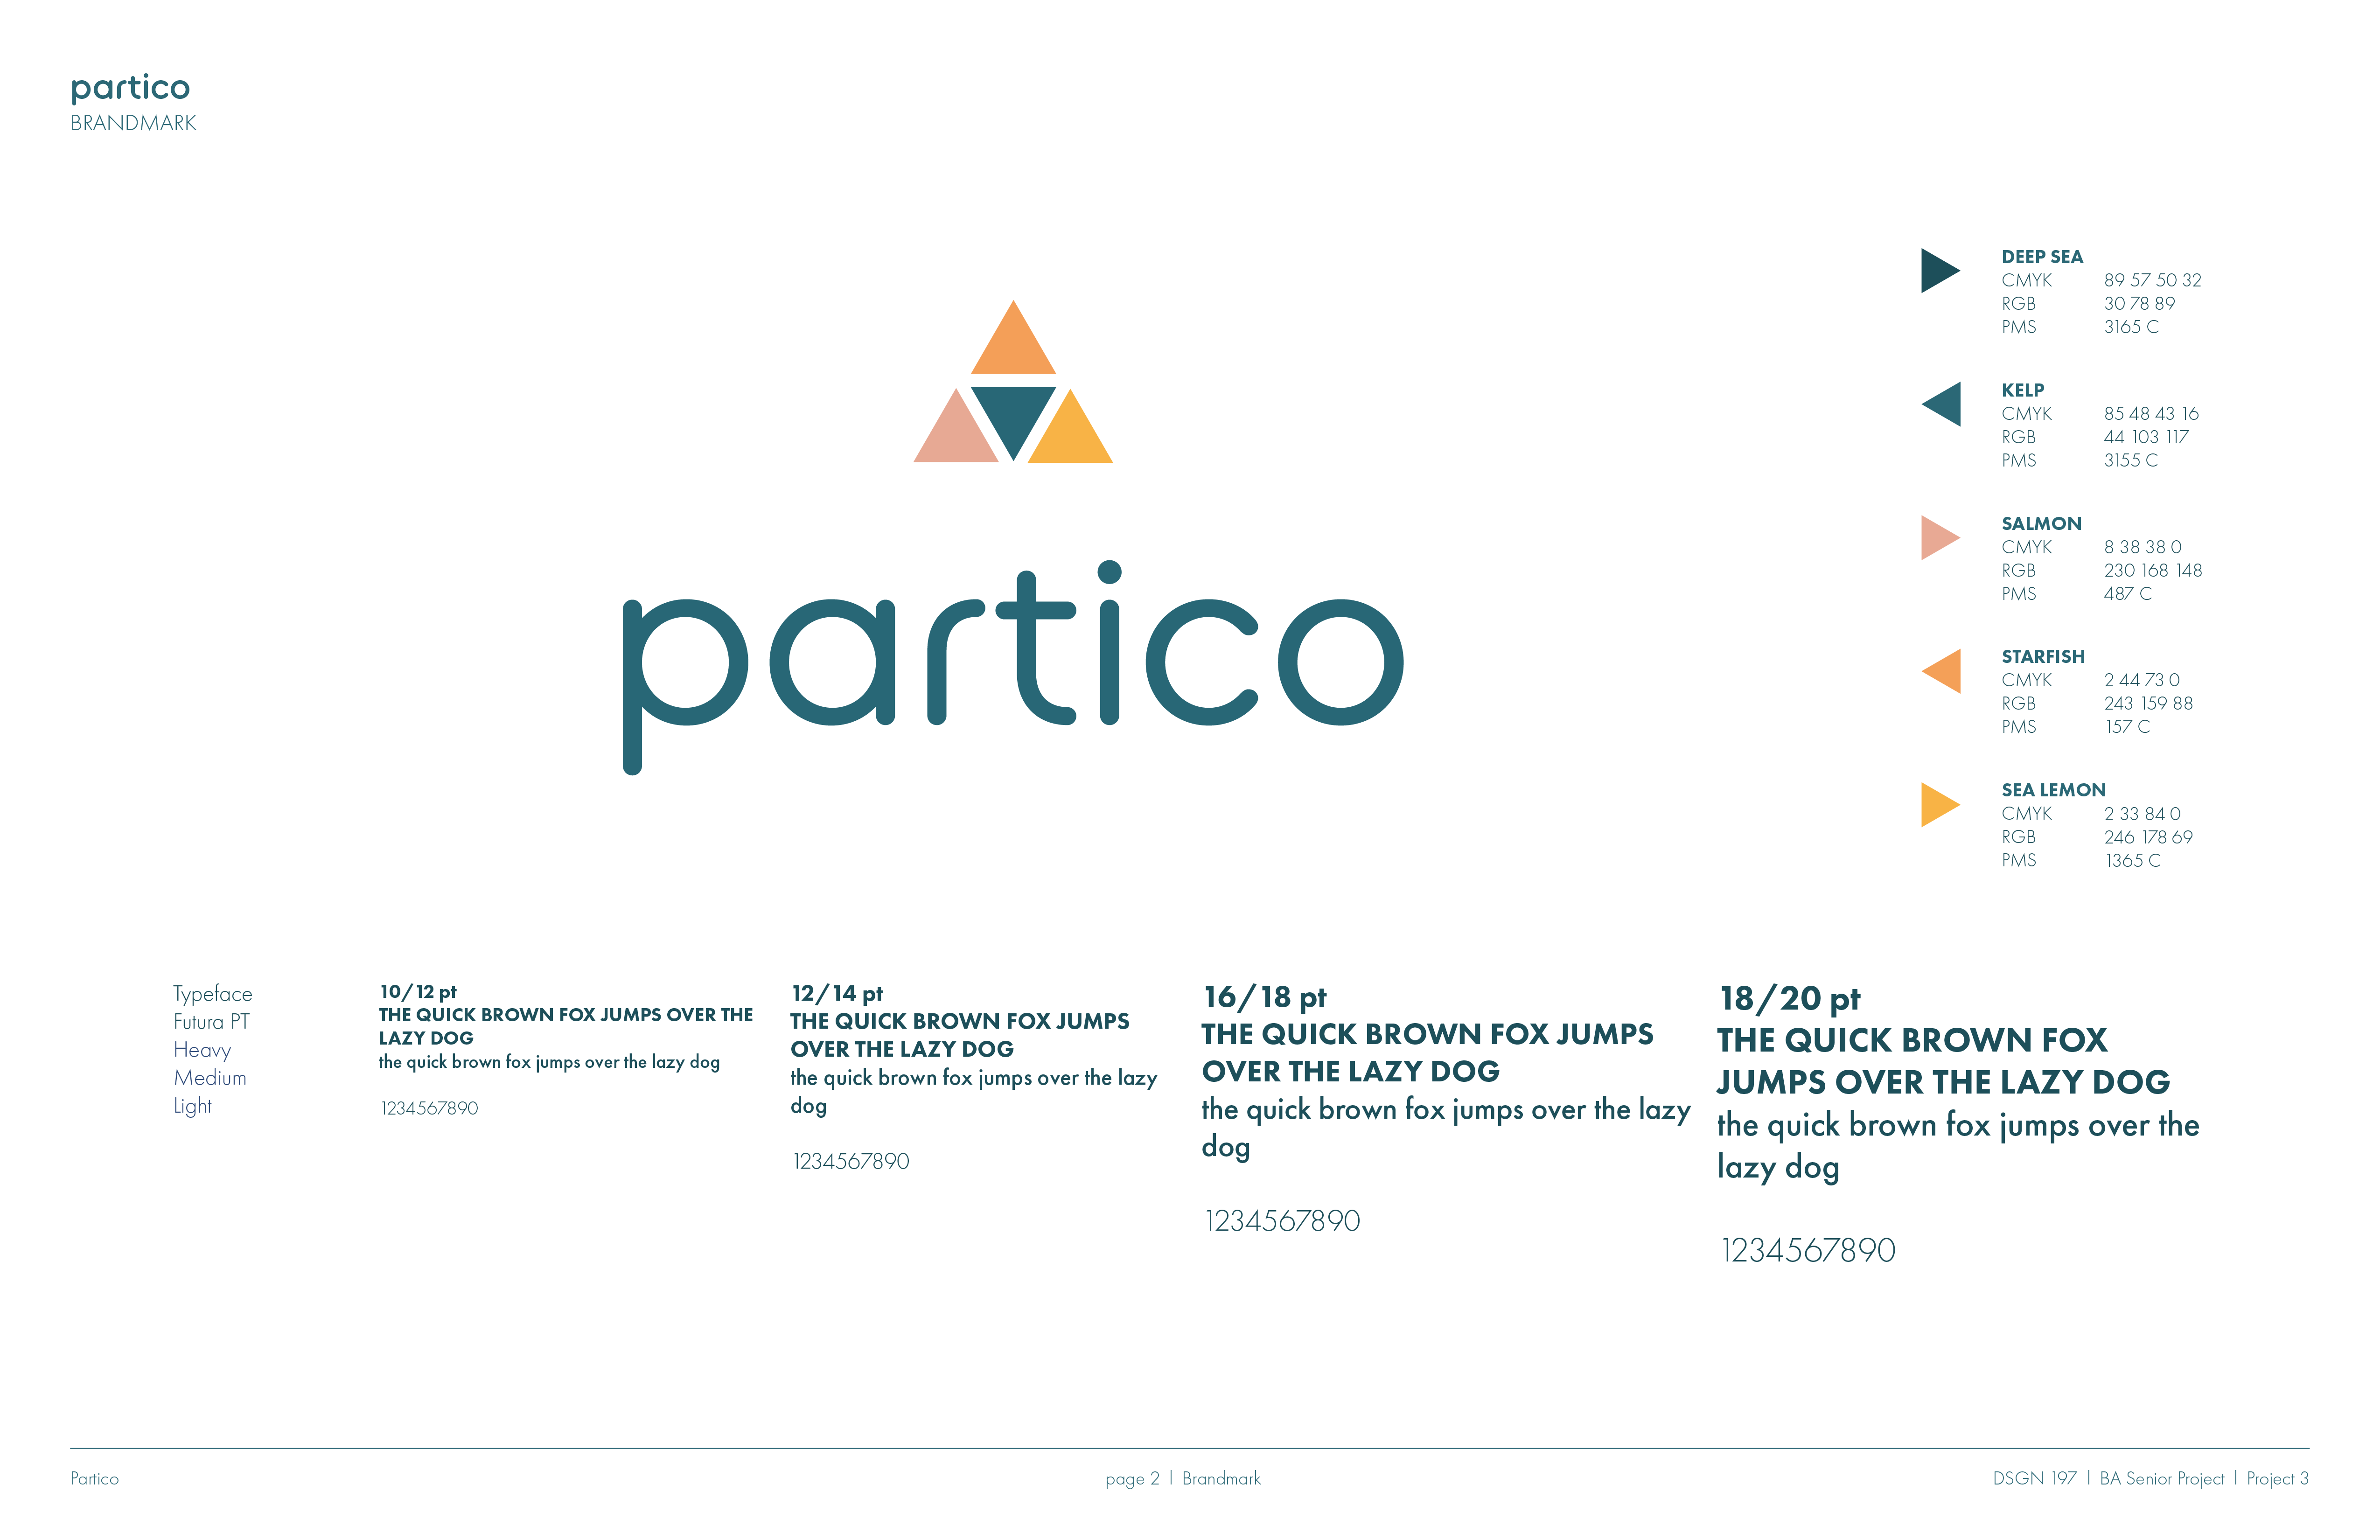 partico
BRANDMARK
partico
DEEP SEA
CMYK 89 57 50 32
RGB 30 78 89
PMS 3165 C
KELP
CMYK 85 48 43 16
RGB 44 103 117
PMS 3155 C
SALMON
CMYK 8 38 38 0
RGB 230 168 148
PMS 487 C
STARFISH
CMYK 2 44 73 0
RGB 243 159 88
PMS 157 C
SEA LEMON
CMYK 2 33 84 0
RGB 246 178 69
PMS 1365 C
Typeface
Futura PT
Heavy
Medium
Light
10/12 pt
THE QUICK BROWN FOX JUMPS OVER THE
LAZY DOG
the quick brown fox jumps over the lazy dog
1234567890
12/14 pt
THE QUICK BROWN FOX JUMPS
OVER THE LAZY DOG
the quick brown fox jumps over the lazy
dog
1234567890
16/18 pt
THE QUICK BROWN FOX JUMPS
OVER THE LAZY DOG
the quick brown fox jumps over the lazy
dog
1234567890
18/20 pt
THE QUICK BROWN FOX
JUMPS OVER THE LAZY DOG
the quick brown fox jumps over the
lazy dog
1234567890
Partico
page 2 | Brandmark
DSGN 197 | BA Senior Project | Project 3